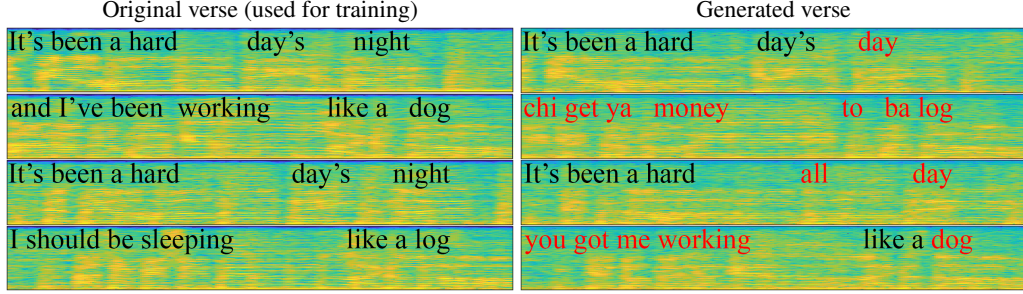 Original verse (used for training)
It's been a hard day's night
and I've been working like a dog
It's been a hard day's night
I should be sleeping like a log
Generated verse
It's been a hard day's day
chi get ya money to ba log
It's been a hard all day
you got me working like a dog